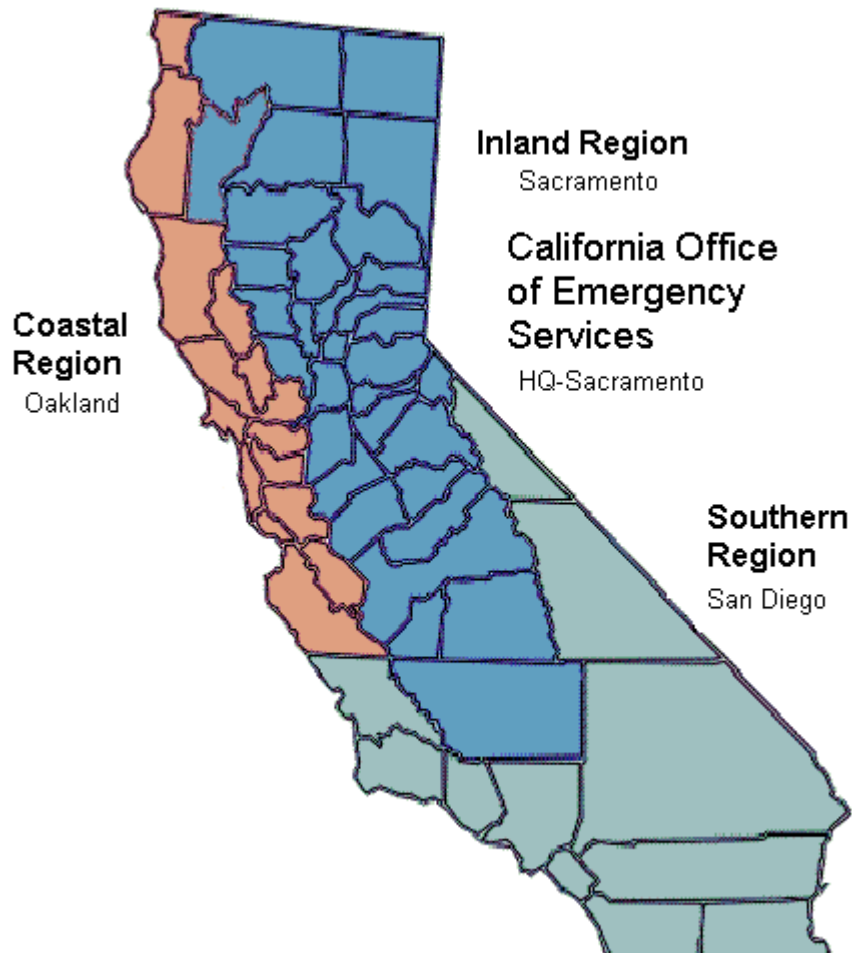 Inland Region
Sacramento
California Office
of Emergency
Services
HQ-Sacramento
Coastal
Region
Oakland
Southern
Region
San Diego